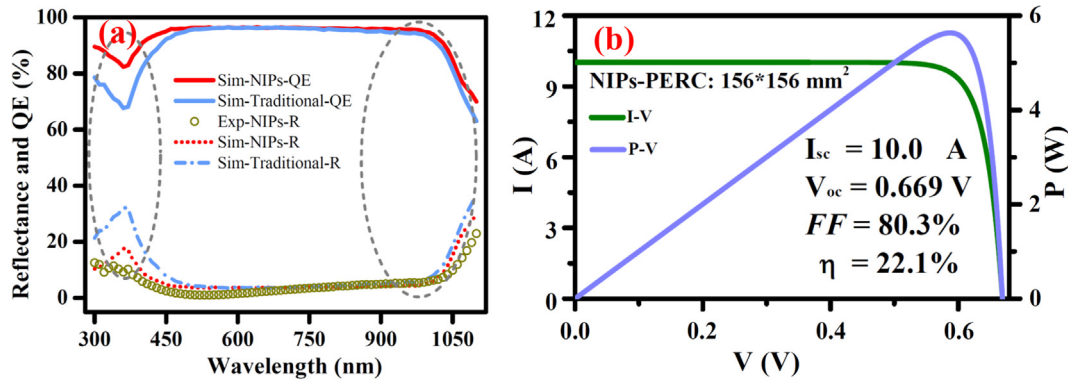 (a)
Reflectance and QE (%)
100
80
60
40
20
0
Sim-NIPs-QE
Sim-Traditional-QE
Exp-NIPs-R
Sim-NIPs-R
Sim-Traditional-R
300 450 600 750 900 1050
Wavelength (nm)
(b)
I (A)
12
9
6
3
0
NIPs-PERC: 156*156 mm²
I-V
P-V
Isc = 10.0 A
Voc = 0.669 V
FF = 80.3%
η = 22.1%
0.0 0.2 0.4 0.6
V (V)
6
4
2
0
P (W)